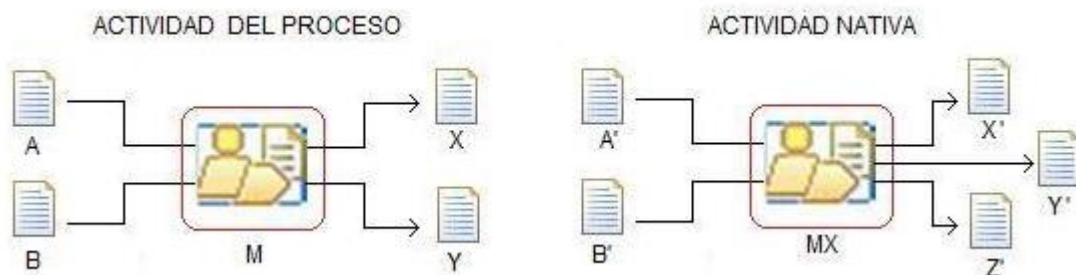 ACTIVIDAD DEL PROCESO
A
B
M
X
Y
ACTIVIDAD NATIVA
A'
B'
MX
X'
Y'
Z'